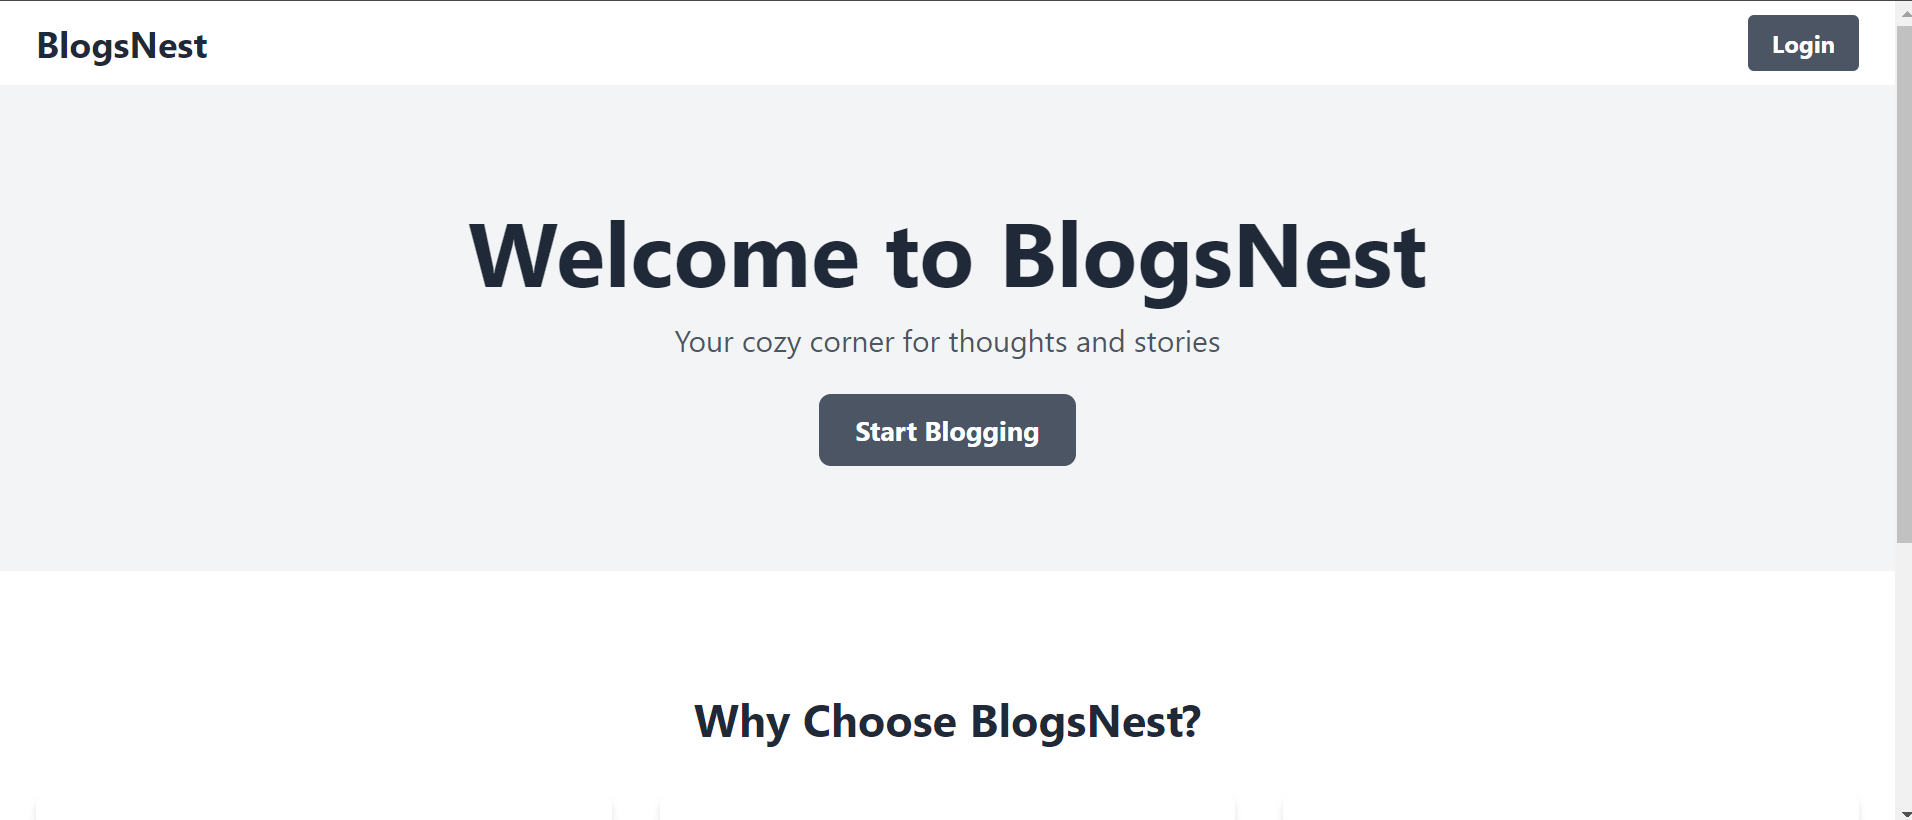 BlogsNest
Login
Welcome to BlogsNest
Your cozy corner for thoughts and stories
Start Blogging
Why Choose BlogsNest?